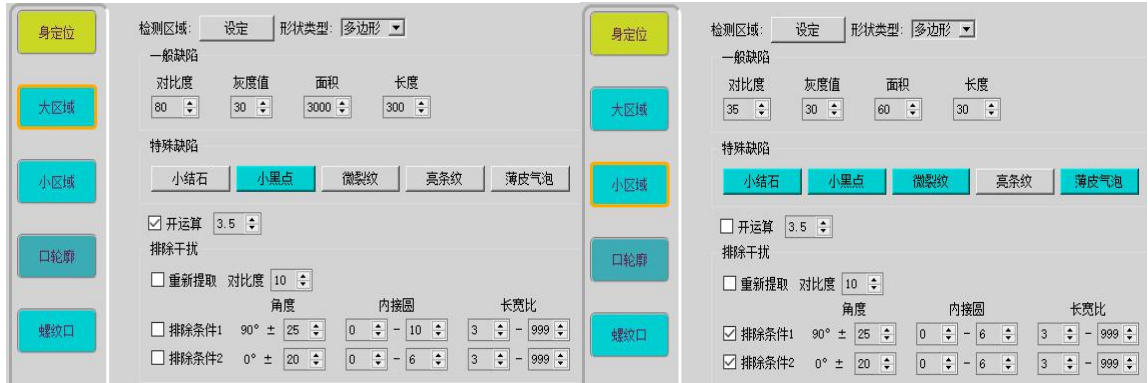 身定位
大区域
小区域
口轮廓
螺纹口
检测区域: 设定 形状类型: 多边形
一般缺陷
对比度 灰度值 面积 长度
80 30 3000 300
特殊缺陷
小结石 小黑点 微裂纹 亮条纹 薄皮气泡
开运算 3.5
排除干扰
重新提取 对比度 10
角度 内接圆 长宽比
排除条件1 90° ± 25 0 - 10 3 - 999
排除条件2 0° ± 20 0 - 6 3 - 999
身定位
大区域
小区域
口轮廓
螺纹口
检测区域: 设定 形状类型: 多边形
一般缺陷
对比度 灰度值 面积 长度
35 30 60 30
特殊缺陷
小结石 小黑点 微裂纹 亮条纹 薄皮气泡
开运算 3.5
排除干扰
重新提取 对比度 10
角度 内接圆 长宽比
排除条件1 90° ± 25 0 - 6 3 - 999
排除条件2 0° ± 20 0 - 6 3 - 999